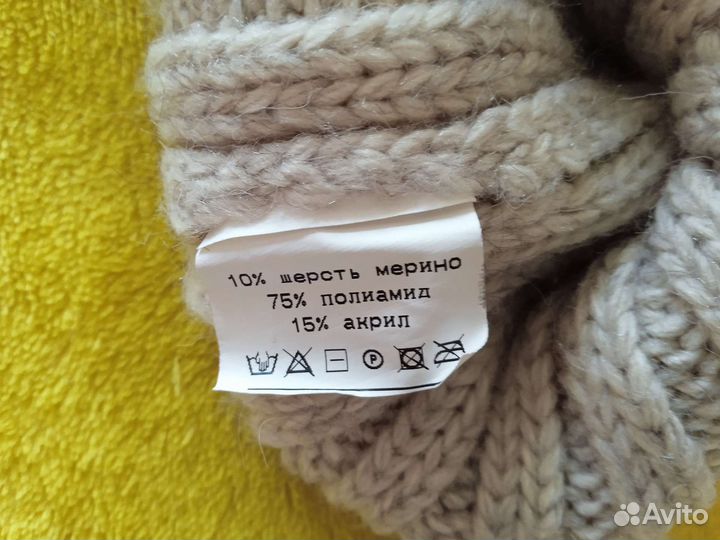 10% шерсть мерино
75% полиамид
15% акрил
P
Avito